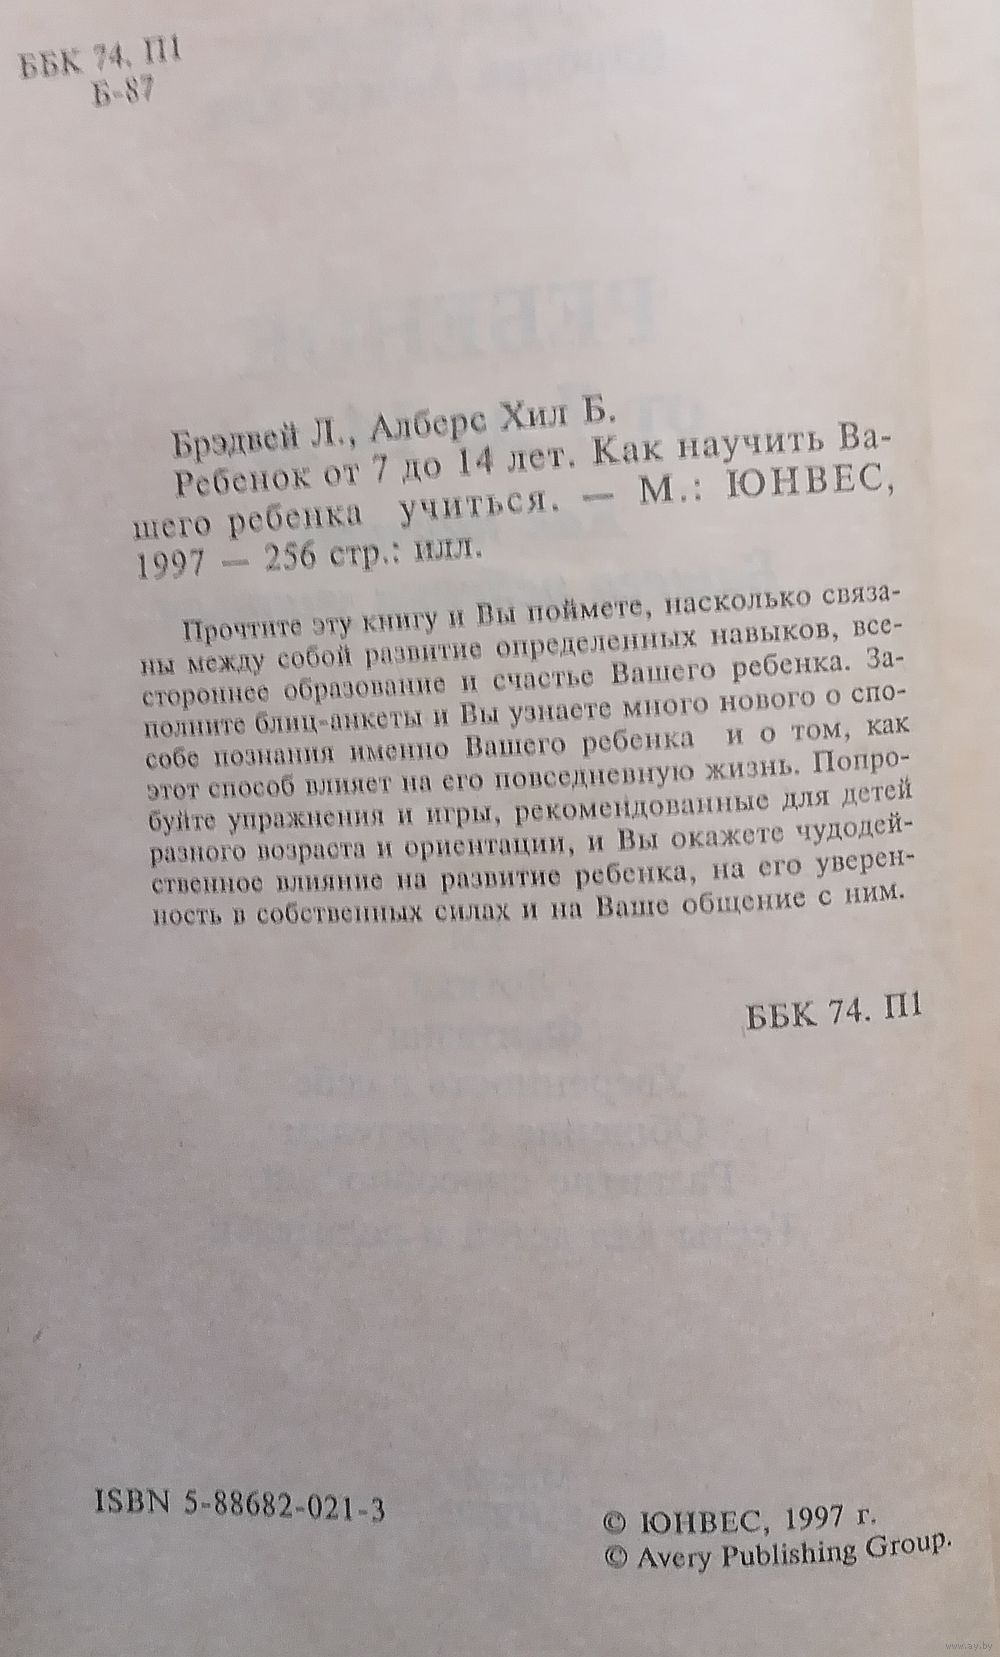 ББК 74. П1
Б-87
Брэдвей Л., Алберс Хил Б.
Ребенок от 7 до 14 лет. Как научить Ва-
шего ребенка учиться. — М.: ЮНВЕС,
1997 — 256 стр.: илл.
Прочтите эту книгу и Вы поймете, насколько связа-
ны между собой развитие определенных навыков, все-
стороннее образование и счастье Вашего ребенка. За-
полните блиц-анкеты и Вы узнаете много нового о спо-
собе познания именно Вашего ребенка и о том, как
этот способ влияет на его повседневную жизнь. Попро-
буйте упражнения и игры, рекомендованные для детей
разного возраста и ориентации, и Вы окажете чудодей-
ственное влияние на развитие ребенка, на его уверен-
ность в собственных силах и на Ваше общение с ним.
ББК 74. П1
ISBN 5-88682-021-3
© ЮНВЕС, 1997 г.
© Avery Publishing Group.
www.ay.by